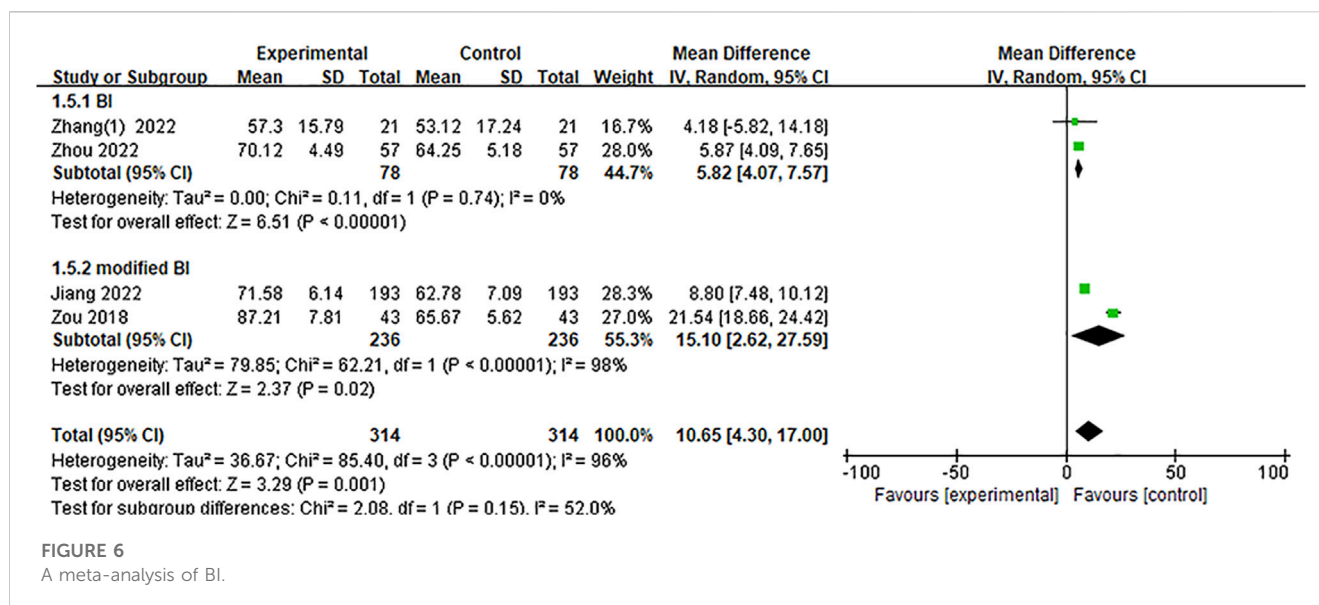 Experimental Control Mean Difference Mean Difference
Study or Subgroup Mean SD Total Mean SD Total Weight IV, Random, 95% CI IV, Random, 95% CI
1.5.1 BI
Zhang(1) 2022 57.3 15.79 21 53.12 17.24 21 16.7% 4.18 [-5.82, 14.18]
Zhou 2022 70.12 4.49 57 64.25 5.18 57 28.0% 5.87 [4.09, 7.65]
Subtotal (95% CI) 78 78 44.7% 5.82 [4.07, 7.57]
Heterogeneity: Tau² = 0.00; Chi² = 0.11, df = 1 (P = 0.74); I² = 0%
Test for overall effect: Z = 6.51 (P < 0.00001)
1.5.2 modified BI
Jiang 2022 71.58 6.14 193 62.78 7.09 193 28.3% 8.80 [7.48, 10.12]
Zou 2018 87.21 7.81 43 65.67 5.62 43 27.0% 21.54 [18.66, 24.42]
Subtotal (95% CI) 236 236 55.3% 15.10 [2.62, 27.59]
Heterogeneity: Tau² = 79.85; Chi² = 62.21, df = 1 (P < 0.00001); I² = 98%
Test for overall effect: Z = 2.37 (P = 0.02)
Total (95% CI) 314 314 100.0% 10.65 [4.30, 17.00]
Heterogeneity: Tau² = 36.67; Chi² = 85.40, df = 3 (P < 0.00001); I² = 96%
Test for overall effect: Z = 3.29 (P = 0.001)
Test for subgroup differences: Chi² = 2.08, df = 1 (P = 0.15), I² = 52.0%
-100 -50 0 50 100
Favours [experimental] Favours [control]
FIGURE 6
A meta-analysis of BI.